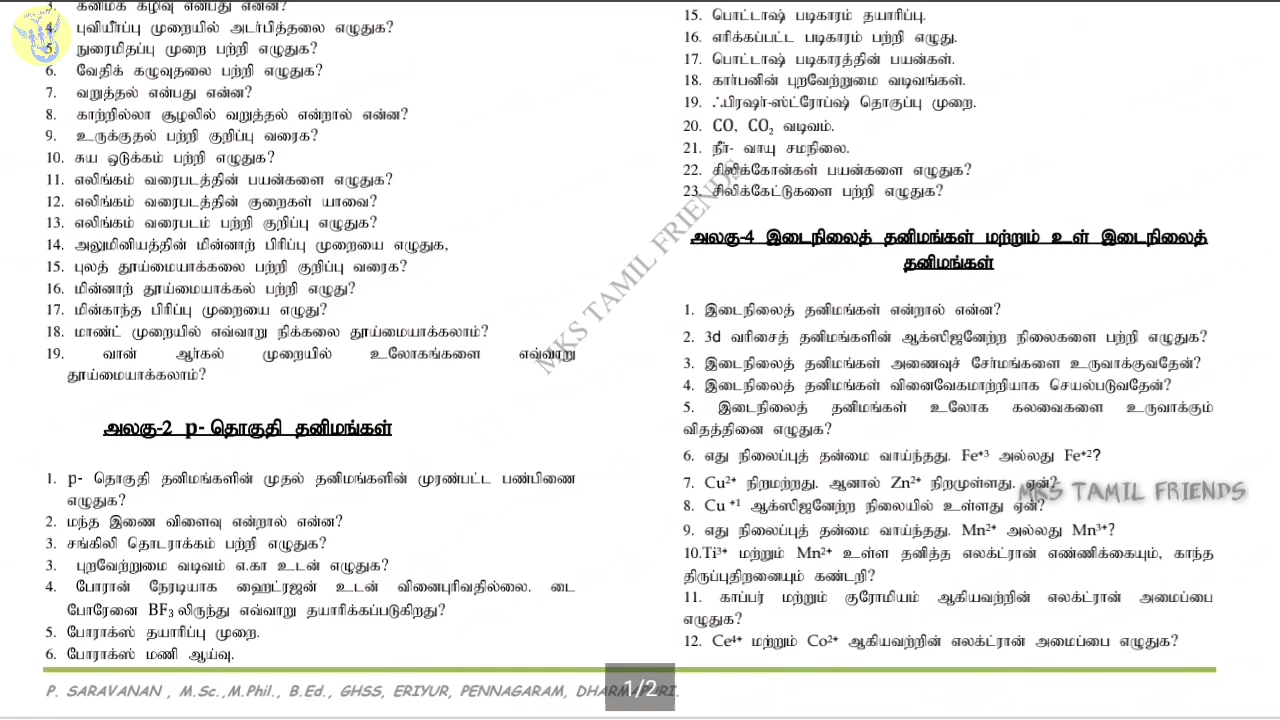 3. கனிமக் கழிவு என்பது என்ன?
4. புவியீர்ப்பு முறையில் அடர்பித்தலை எழுதுக?
5. நுரைமிதப்பு முறை பற்றி எழுதுக?
6. வேதிக் கழுவுதலை பற்றி எழுதுக?
7. வறுத்தல் என்பது என்ன?
8. காற்றில்லா சூழலில் வறுத்தல் என்றால் என்ன?
9. உருக்குதல் பற்றி குறிப்பு வரைக?
10. சுய ஒடுக்கம் பற்றி எழுதுக?
11. எலிங்கம் வரைபடத்தின் பயன்களை எழுதுக?
12. எலிங்கம் வரைபடத்தின் குறைகள் யாவை?
13. எலிங்கம் வரைபடம் பற்றி குறிப்பு எழுதுக?
14. அலுமினியத்தின் மின்னாற் பிரிப்பு முறையை எழுதுக,
15. புலத் தூய்மையாக்கலை பற்றி குறிப்பு வரைக?
16. மின்னாற் தூய்மையாக்கல் பற்றி எழுது?
17. மின்காந்த பிரிப்பு முறையை எழுது?
18. மாண்ட் முறையில் எவ்வாறு நிக்கலை தூய்மையாக்கலாம்?
19. வான் ஆர்கல் முறையில் உலோகங்களை எவ்வாறு
தூய்மையாக்கலாம்?
அலகு-2 p- தொகுதி தனிமங்கள்
1. p- தொகுதி தனிமங்களின் முதல் தனிமங்களின் முரண்பட்ட பண்பிணை
எழுதுக?
2. மந்த இணை விளைவு என்றால் என்ன?
3. சங்கிலி தொடராக்கம் பற்றி எழுதுக?
3. புறவேற்றுமை வடிவம் எ.கா உடன் எழுதுக?
4. போரான் நேரடியாக ஹைட்ரஜன் உடன் வினைபுரிவதில்லை. டை
போரேனை BF₃ லிருந்து எவ்வாறு தயாரிக்கப்படுகிறது?
5. போராக்ஸ் தயாரிப்பு முறை.
6. போராக்ஸ் மணி ஆய்வு.
15. பொட்டாஷ் படிகாரம் தயாரிப்பு.
16. எரிக்கப்பட்ட படிகாரம் பற்றி எழுது.
17. பொட்டாஷ் படிகாரத்தின் பயன்கள்.
18. கார்பனின் புறவேற்றுமை வடிவங்கள்.
19. ஃபிரஷர்-ஸ்ட்ரோப்ஷ் தொகுப்பு முறை.
20. CO, CO₂ வடிவம்.
21. நீர்- வாயு சமநிலை.
22. சிலிக்கோன்கள் பயன்களை எழுதுக?
23. சிலிக்கேட்டுகளை பற்றி எழுதுக?
அலகு-4 இடைநிலைத் தனிமங்கள் மற்றும் உள் இடைநிலைத்
தனிமங்கள்
1. இடைநிலைத் தனிமங்கள் என்றால் என்ன?
2. 3d வரிசைத் தனிமங்களின் ஆக்ஸிஜனேற்ற நிலைகளை பற்றி எழுதுக?
3. இடைநிலைத் தனிமங்கள் அணைவுச் சேர்மங்களை உருவாக்குவதேன்?
4. இடைநிலைத் தனிமங்கள் வினைவேகமாற்றியாக செயல்படுவதேன்?
5. இடைநிலைத் தனிமங்கள் உலோக கலவைகளை உருவாக்கும்
விதத்தினை எழுதுக?
6. எது நிலைப்புத் தன்மை வாய்ந்தது. Fe⁺³ அல்லது Fe⁺²?
7. Cu²⁺ நிறமற்றது. ஆனால் Zn²⁺ நிறமுள்ளது. ஏன்?
8. Cu ⁺¹ ஆக்ஸிஜனேற்ற நிலையில் உள்ளது ஏன்?
9. எது நிலைப்புத் தன்மை வாய்ந்தது. Mn²⁺ அல்லது Mn³⁺?
10.Ti³⁺ மற்றும் Mn²⁺ உள்ள தனித்த எலக்ட்ரான் எண்ணிக்கையும், காந்த
திருப்புதிறனையும் கண்டறி?
11. காப்பர் மற்றும் குரோமியம் ஆகியவற்றின் எலக்ட்ரான் அமைப்பை
எழுதுக?
12. Ce⁴⁺ மற்றும் Co²⁺ ஆகியவற்றின் எலக்ட்ரான் அமைப்பை எழுதுக?
MKS TAMIL FRIENDS
MKS TAMIL FRIENDS
P. SARAVANAN , M.Sc.,M.Phil., B.Ed., GHSS, ERIYUR, PENNAGARAM, DHARMAPURI.
1/2